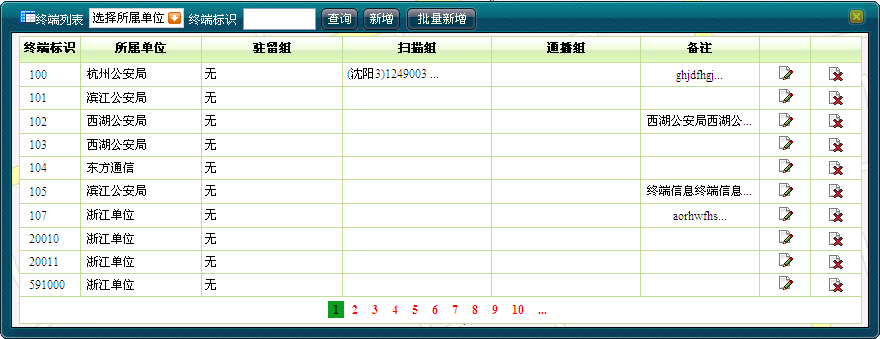 终端列表 选择所属单位 终端标识 查询 新增 批量新增
终端标识 所属单位 驻留组 扫描组 通播组 备注
100 杭州公安局 无 (沈阳3)1249003 ... ghjdfhgj...
101 滨江公安局 无
102 西湖公安局 无 西湖公安局西湖公...
103 西湖公安局 无
104 东方通信 无
105 滨江公安局 无 终端信息终端信息...
107 浙江单位 无 aorhwfhs...
20010 浙江单位 无
20011 浙江单位 无
591000 浙江单位 无
1 2 3 4 5 6 7 8 9 10 ...